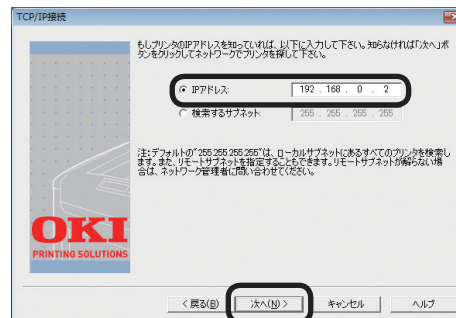 TCP/IP接続
もしプリンタのIPアドレスを知っていれば、以下に入力して下さい。知らなければ「次へ」ボ
タンをクリックしてネットワークでプリンタを探して下さい。
IPアドレス: 192 . 168 . 0 . 2
検索するサブネット: 255 . 255 . 255 . 255
注:デフォルトの"255.255.255.255"は、ローカルサブネットにあるすべてのプリンタを検索し
ます。また、リモートサブネットを指定することもできます。リモートサブネットが解らない場
合は、ネットワーク管理者に問い合わせてください。
OKI
PRINTING SOLUTIONS
< 戻る(B) 次へ(N) > キャンセル ヘルプ